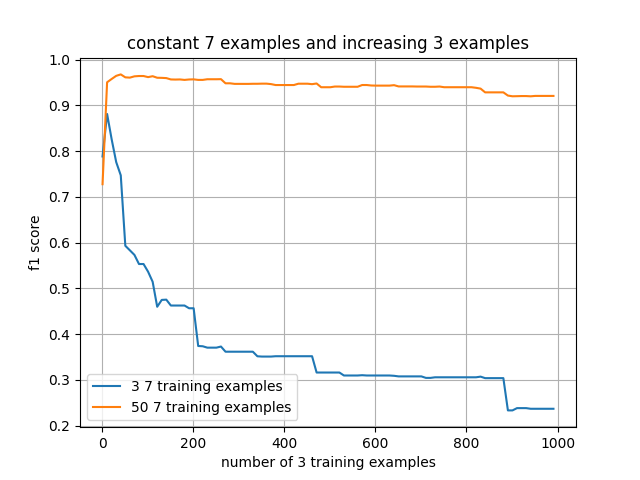 constant 7 examples and increasing 3 examples
1.0
0.9
0.8
0.7
0.6
0.5
0.4
0.3
0.2
f1 score
3 7 training examples
50 7 training examples
0 200 400 600 800 1000
number of 3 training examples